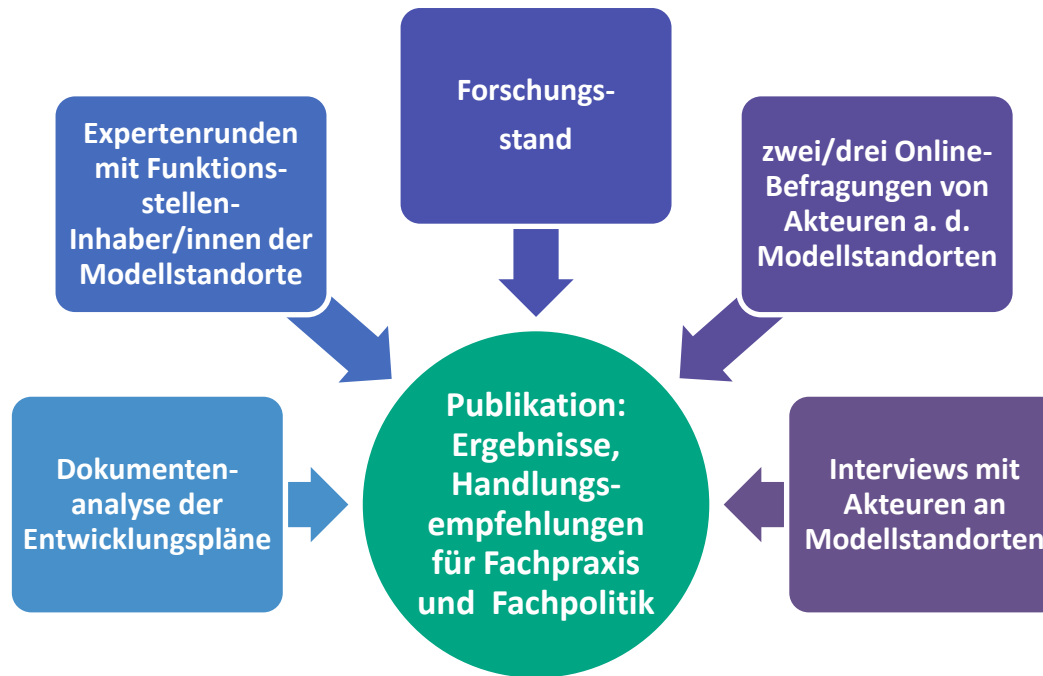 Forschungs-
stand
Expertenrunden
mit Funktions-
stellen-
Inhaber/innen der
Modellstandorte
zwei/drei Online-
Befragungen von
Akteuren a. d.
Modellstandorten
Dokumenten-
analyse der
Entwicklungspläne
Publikation:
Ergebnisse,
Handlungs-
empfehlungen
für Fachpraxis
und Fachpolitik
Interviews mit
Akteuren an
Modellstandorten